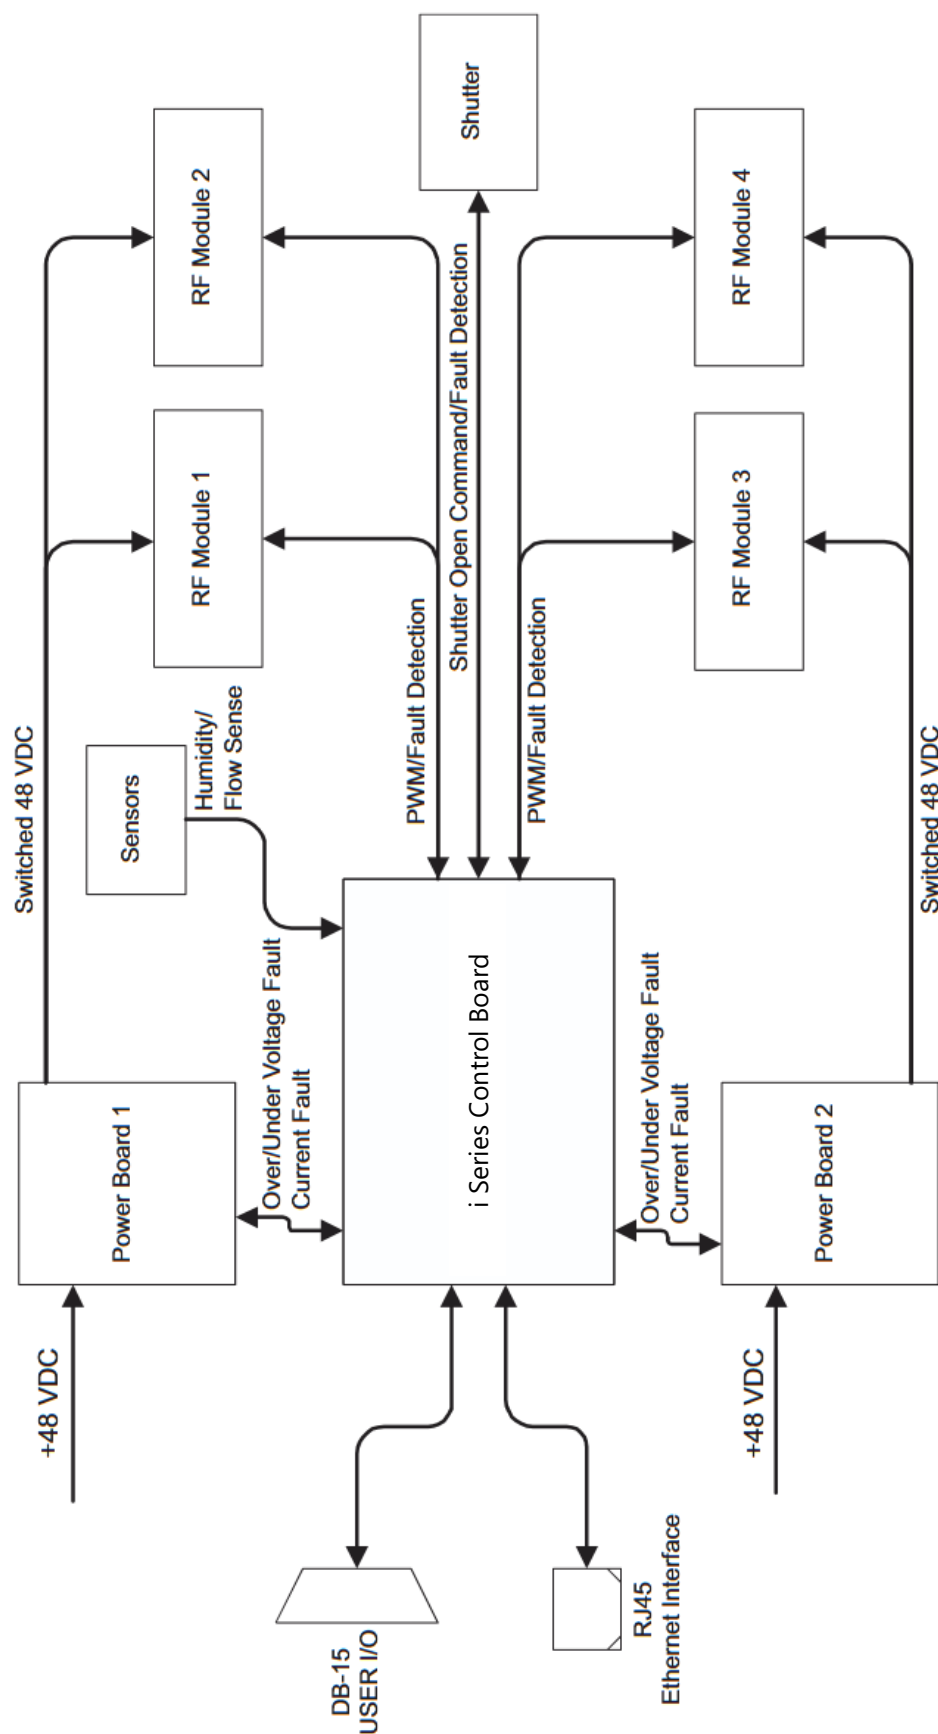 +48 VDC
Power Board 1
Switched 48 VDC
Sensors
Humidity/
Flow Sense
RF Module 1
RF Module 2
Over/Under Voltage Fault
Current Fault
DB-15
USER I/O
i Series Control Board
PWM/Fault Detection
Shutter Open Command/Fault Detection
Shutter
PWM/Fault Detection
RJ45
Ethernet Interface
Over/Under Voltage Fault
Current Fault
RF Module 3
RF Module 4
+48 VDC
Power Board 2
Switched 48 VDC